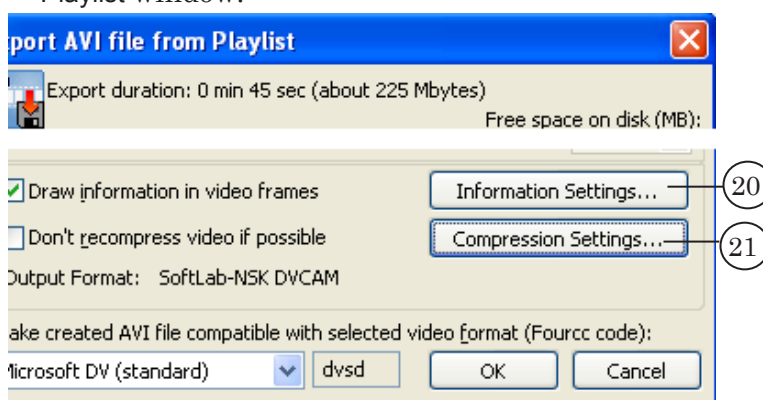 Playlist window.
port AVI file from Playlist
Export duration: 0 min 45 sec (about 225 Mbytes)
Free space on disk (MB):
Draw information in video frames
Information Settings...
20
Don't recompress video if possible
Compression Settings...
21
Output Format: SoftLab-NSK DVCAM
ake created AVI file compatible with selected video format (Fourcc code):
Microsoft DV (standard)
dvsd
OK
Cancel